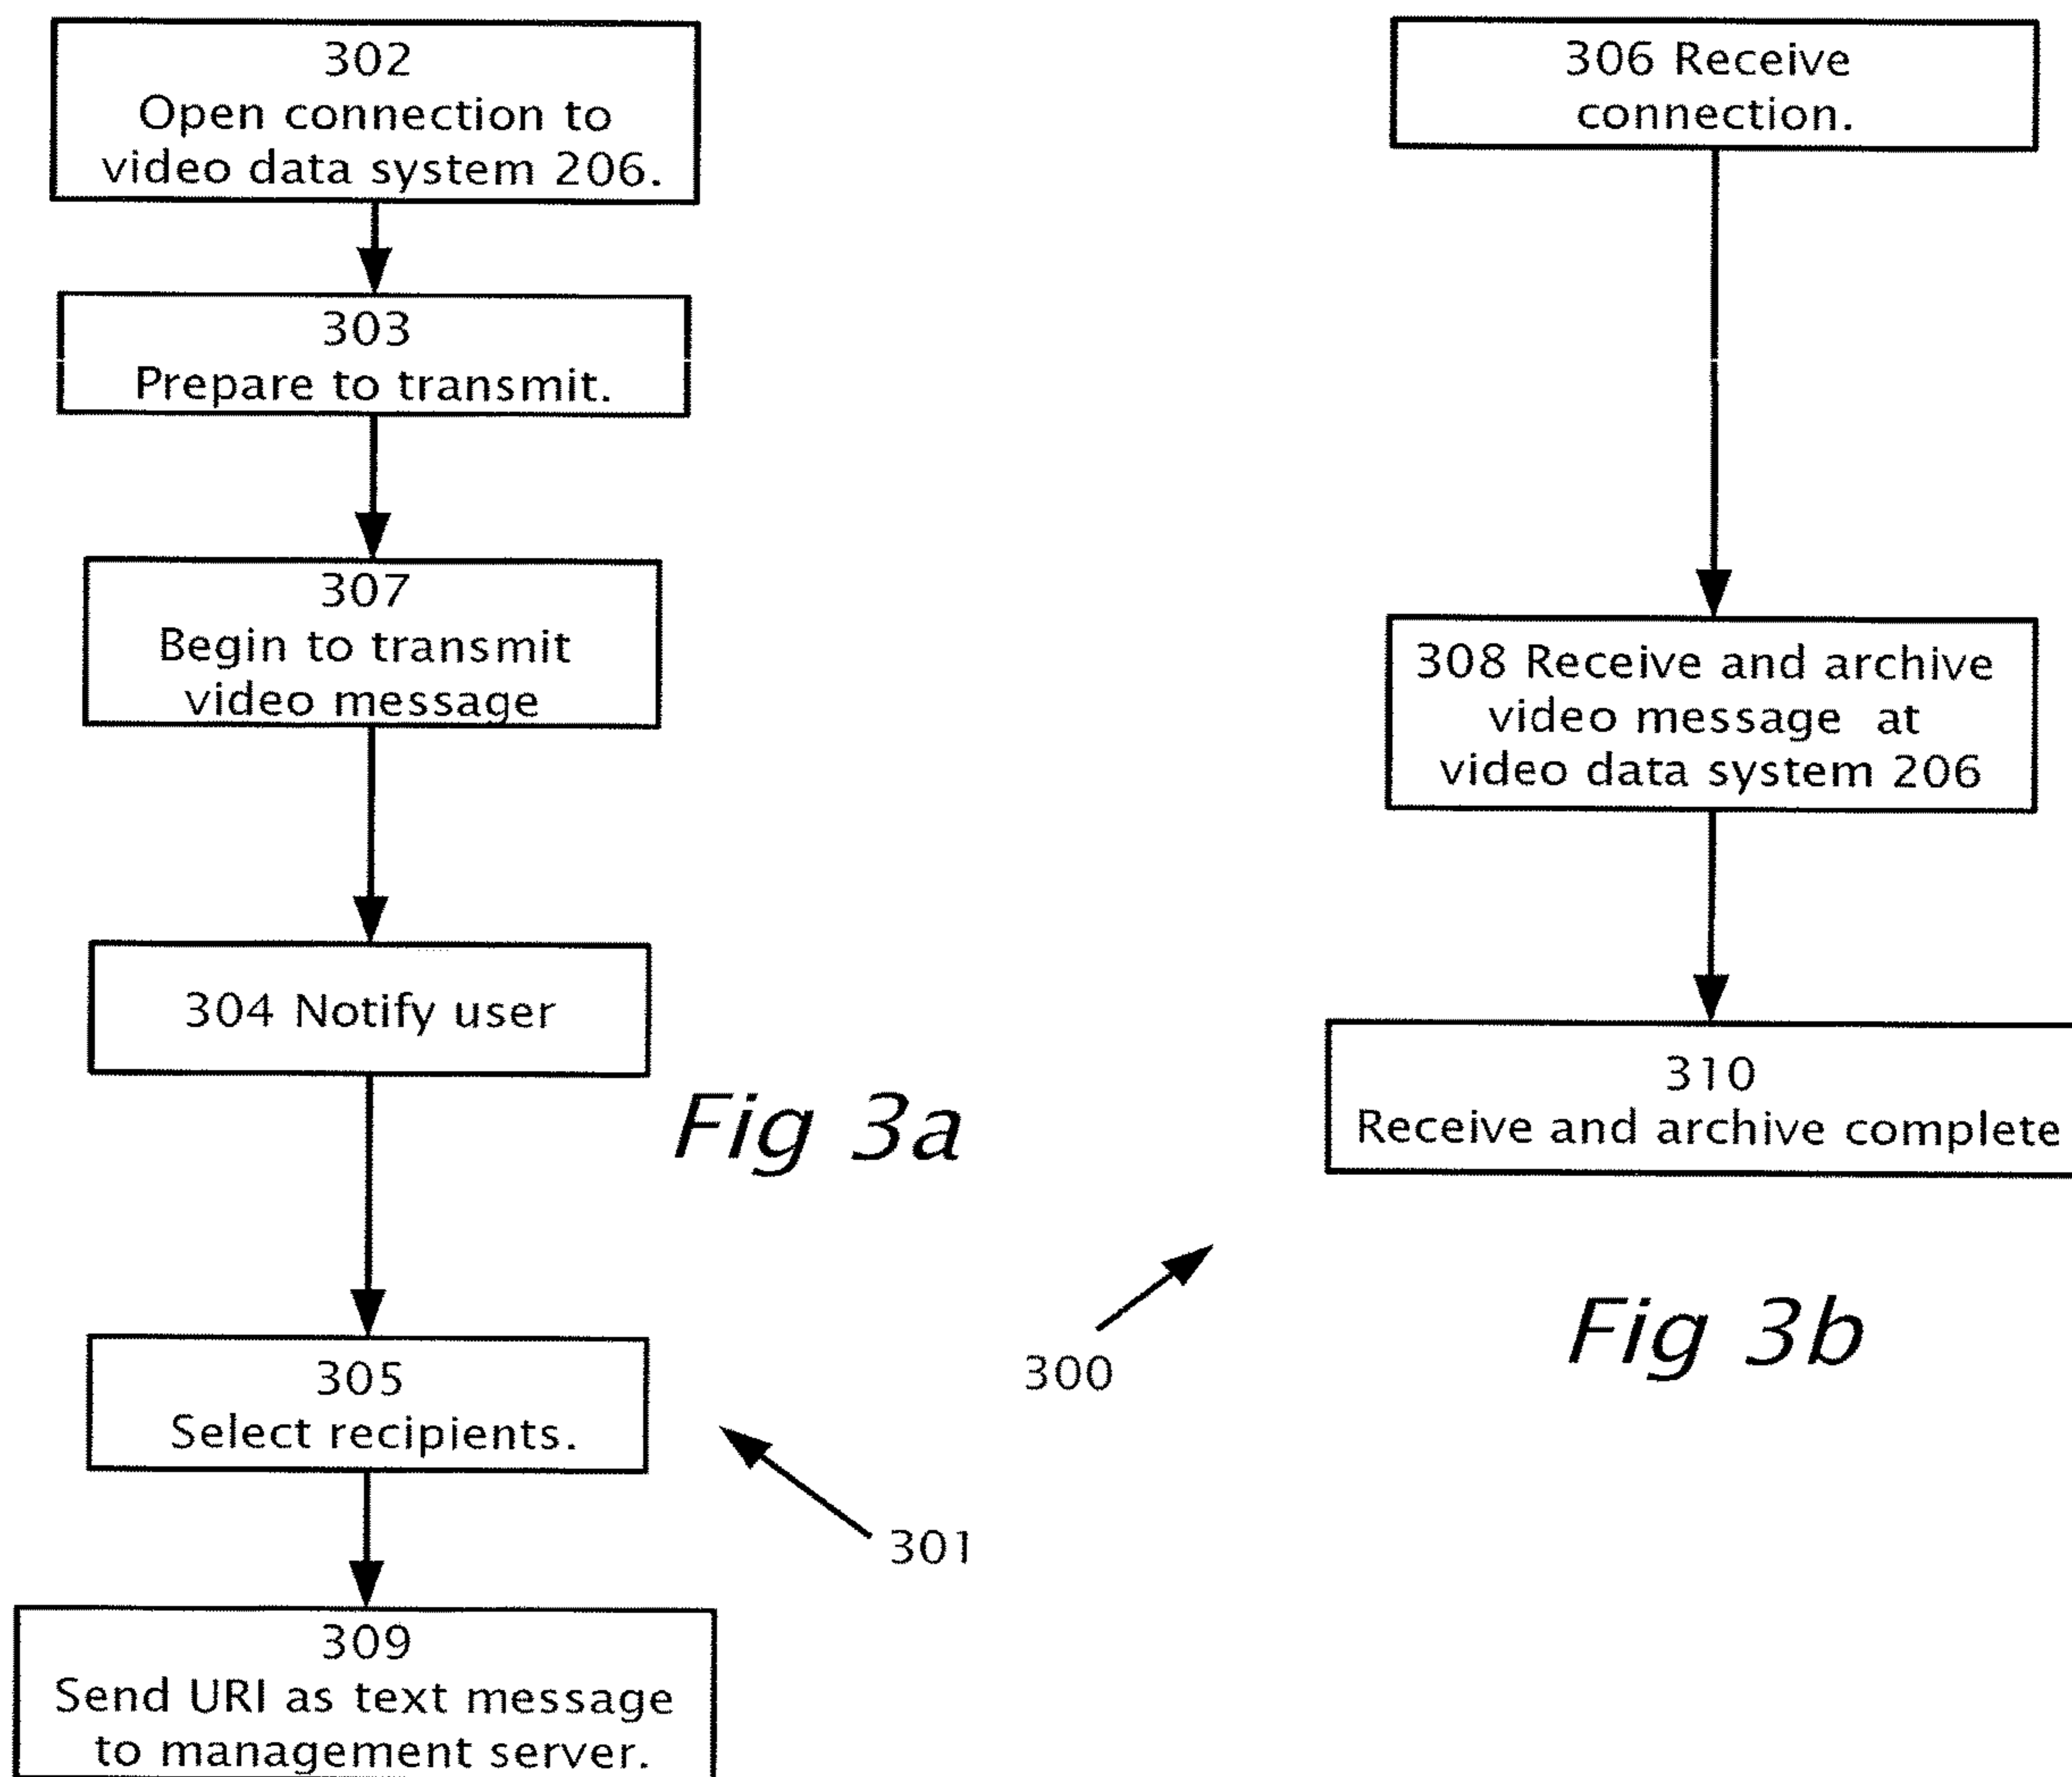 302
Open connection to
video data system 206.
303
Prepare to transmit.
307
Begin to transmit
video message
304 Notify user
Fig 3a
305
Select recipients.
301
309
Send URI as text message
to management server.
306 Receive
connection.
308 Receive and archive
video message at
video data system 206
310
Receive and archive complete
300
Fig 3b